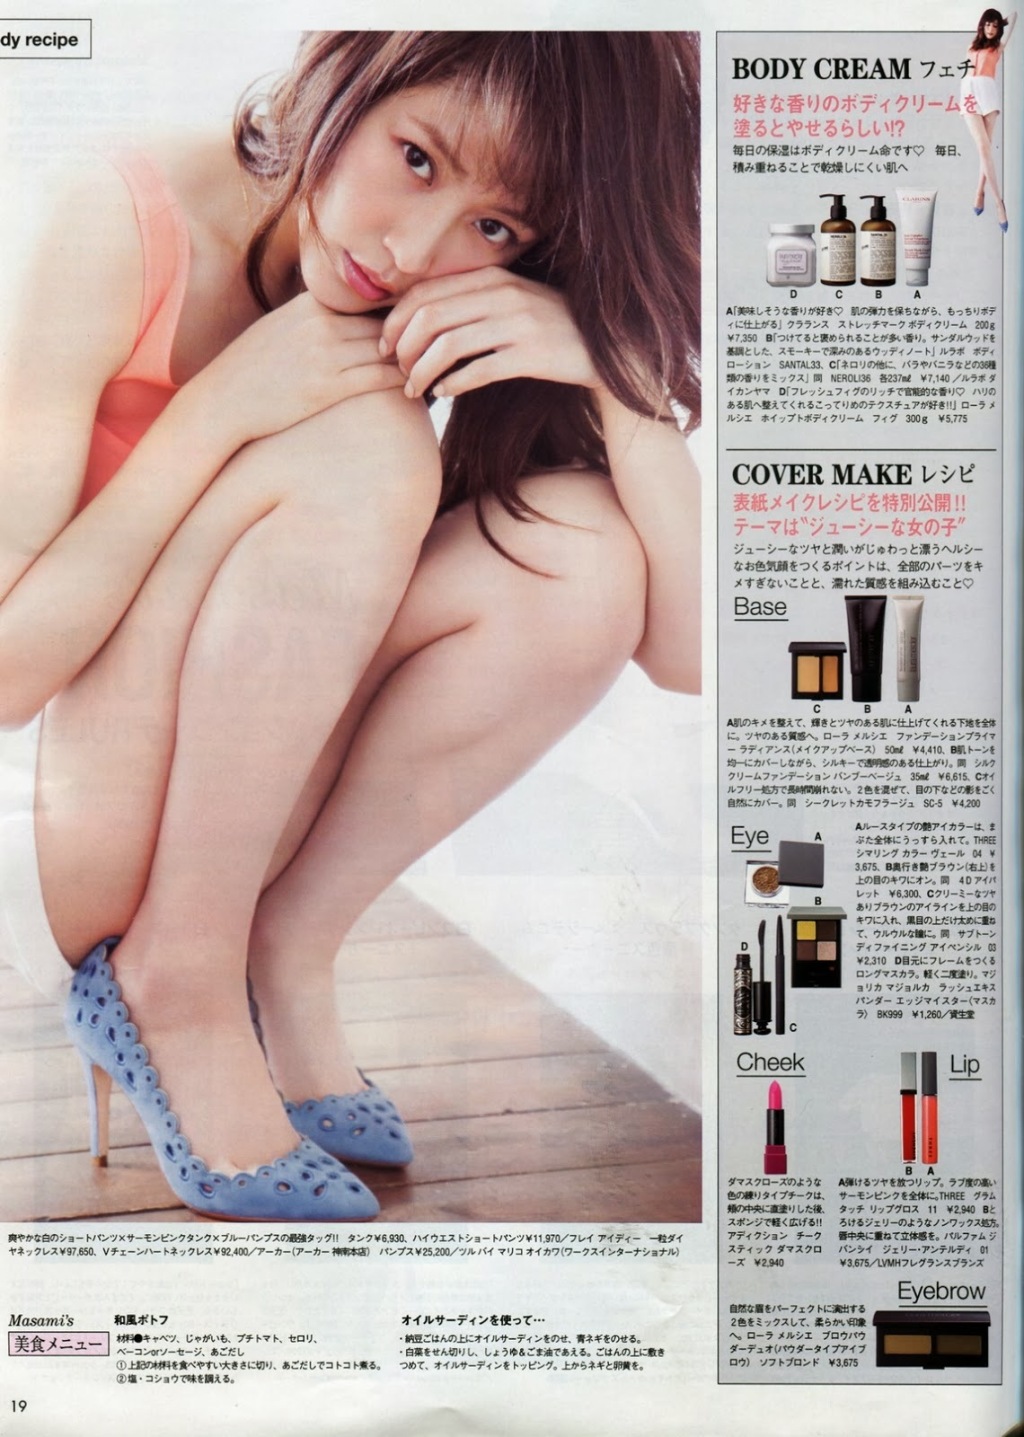 dy recipe
BODY CREAM フェチ
好きな香りのボディクリームを
塗るとやせるらしい!?
毎日の保湿はボディクリーム命です♡ 毎日、
積み重ねることで乾燥しにくい肌へ
CLARINS
D C B A
A「美味しそうな香りが好き♡ 肌の弾力を保ちながら、もっちりボデ
ィに仕上がる」クラランス ストレッチマーク ボディクリーム 200g
¥7,350 B「つけてると褒められることが多い香り。サンダルウッドを
基調とした、スモーキーで深みのあるウッディノート」ルラボ ボディ
ローション SANTAL33、C「ネロリの他に、バラやバニラなどの36種
類の香りをミックス」同 NEROLI36 各237mℓ ¥7,140/ルラボ ダ
イカンヤマ D「フレッシュフィグのリッチで官能的な香り♡ ハリの
ある肌へ整えてくれるこってりめのテクスチュアが好き!!」ローラ メ
ルシエ ホイップトボディクリーム フィグ 300g ¥5,775
COVER MAKE レシピ
表紙メイクレシピを特別公開!!
テーマは“ジューシーな女の子”
ジューシーなツヤと潤いがじゅわっと漂うヘルシー
なお色気顔をつくるポイントは、全部のパーツをキ
メすぎないことと、濡れた質感を組み込むこと♡
Base
C B A
A肌のキメを整えて、輝きとツヤのある肌に仕上げてくれる下地を全体
に。ツヤのある質感へ。ローラ メルシエ ファンデーションプライマ
ー ラディアンス(メイクアップベース) 50mℓ ¥4,410、B肌トーンを
均一にカバーしながら、シルキーで透明感のある仕上がり。同 シルク
クリームファンデーション バンブーベージュ 35mℓ ¥6,615、Cオイ
ルフリー処方で長時間崩れない。2色を混ぜて、目の下などの影をごく
自然にカバー。同 シークレットカモフラージュ SC-5 ¥4,200
Eye
A
B
D
C
Aルースタイプの艶アイカラーは、ま
ぶた全体にうっすら入れて。THREE
シマリング カラー ヴェール 04 ¥
3,675、B奥行き艶ブラウン(右上)を
上の目のキワにオン。同 4Dアイパ
レット ¥6,300、Cクリーミーなツヤ
ありブラウンのアイラインを上の目の
キワに入れ、黒目の上だけ太めに重ね
て、ウルウルな瞳に。同 サブトーン
ディファイニング アイペンシル 03
¥2,310 D目元にフレームをつくる
ロングマスカラ。軽く二度塗り。マジ
ョリカ マジョルカ ラッシュエキス
パンダー エッジマイスター(マスカ
ラ) BK999 ¥1,260/資生堂
Cheek
ダマスクローズのような
色の練りタイプチークは、
頬の中央に直塗りした後、
スポンジで軽く広げる!!
アディクション チーク
スティック ダマスクロ
ーズ ¥2,940
Lip
B A
A弾けるツヤを放つリップ。ラブ度の高い
サーモンピンクを全体に。THREE グラム
タッチ リップグロス 11 ¥2,940 Bと
ろけるジェリーのようなノンワックス処方。
唇中央に重ねて立体感を。パルファム ジ
バンシイ ジェリー・アンテルディ 01
¥3,675/LVMHフレグランスブランズ
Eyebrow
自然な眉をパーフェクトに演出する
2色をミックスして、柔らかい印象
へ。ローラ メルシエ ブロウパウ
ダーデュオ(パウダータイプアイブ
ロウ) ソフトブロンド ¥3,675
爽やかな白のショートパンツ×サーモンピンクタンク×ブルーパンプスの最強タッグ!! タンク¥6,930、ハイウエストショートパンツ¥11,970/フレイ アイディー 一粒ダイ
ヤネックレス¥97,650、Vチェーンハートネックレス¥92,400/アーカー(アーカー 神南本店) パンプス¥25,200/ツル バイ マリコ オイカワ(ワークスインターナショナル)
Masami's
美食メニュー
和風ポトフ
材料●キャベツ、じゃがいも、プチトマト、セロリ、
ベーコンorソーセージ、あごだし
①上記の材料を食べやすい大きさに切り、あごだしでコトコト煮る。
②塩・コショウで味を調える。
オイルサーディンを使って…
・納豆ごはんの上にオイルサーディンをのせ、青ネギをのせる。
・白菜をせん切りし、しょうゆ&ごま油であえる。ごはんの上に敷き
つめて、オイルサーディンをトッピング。上からネギと卵黄を。
19